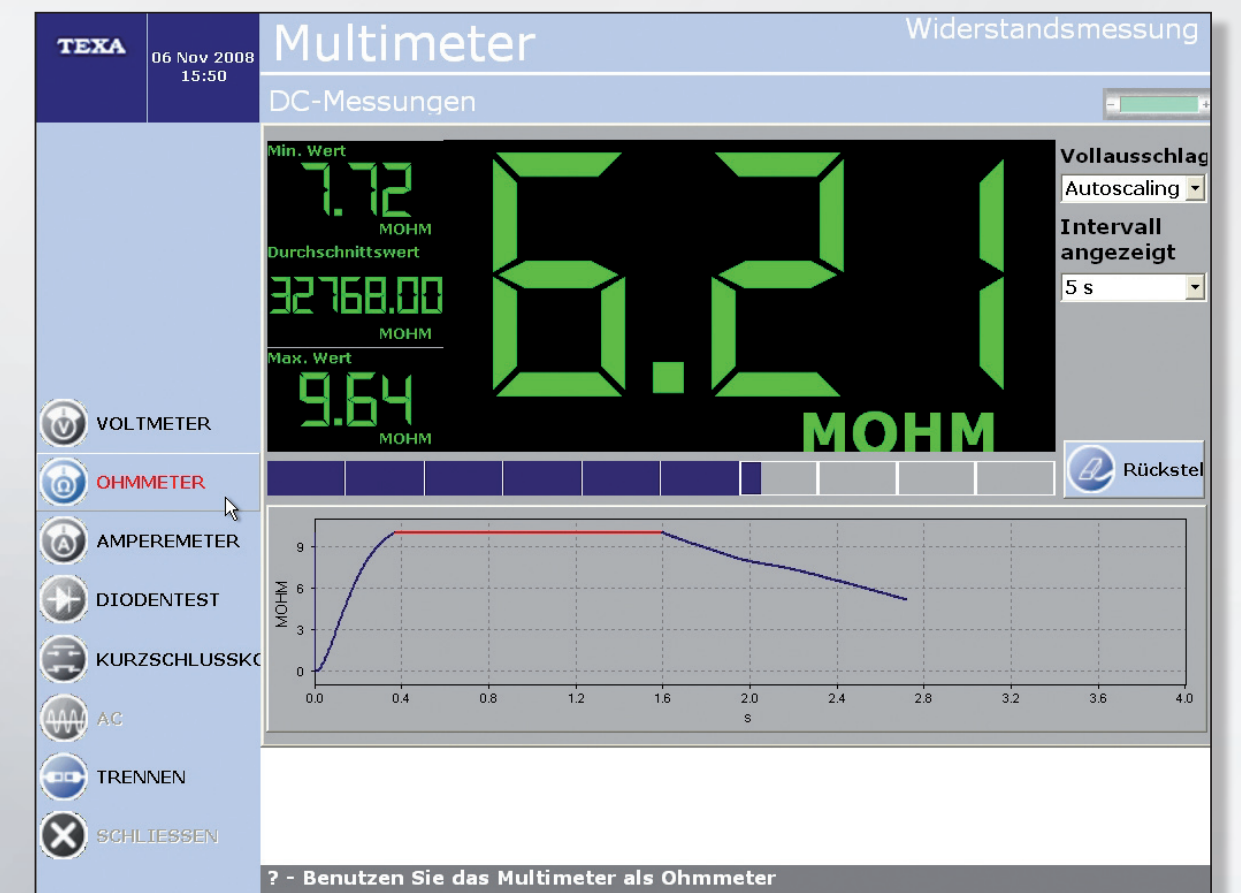 TEXA
06 Nov 2008
15:50
Multimeter
Widerstandsmessung
DC-Messungen
- +
Min. Wert
7.72
MOHM
Durchschnittswert
32768.00
MOHM
Max. Wert
9.64
MOHM
6.21
MOHM
Vollausschlag
Autoscaling
Intervall
angezeigt
5 s
Rückstel
V VOLTMETER
Ω OHMMETER
A AMPEREMETER
DIODENTEST
KURZSCHLUSSKO
AC
TRENNEN
SCHLIESSEN
MOHM
9
6
3
0
0.0 0.4 0.8 1.2 1.6 2.0 2.4 2.8 3.2 3.6 4.0
s
? - Benutzen Sie das Multimeter als Ohmmeter